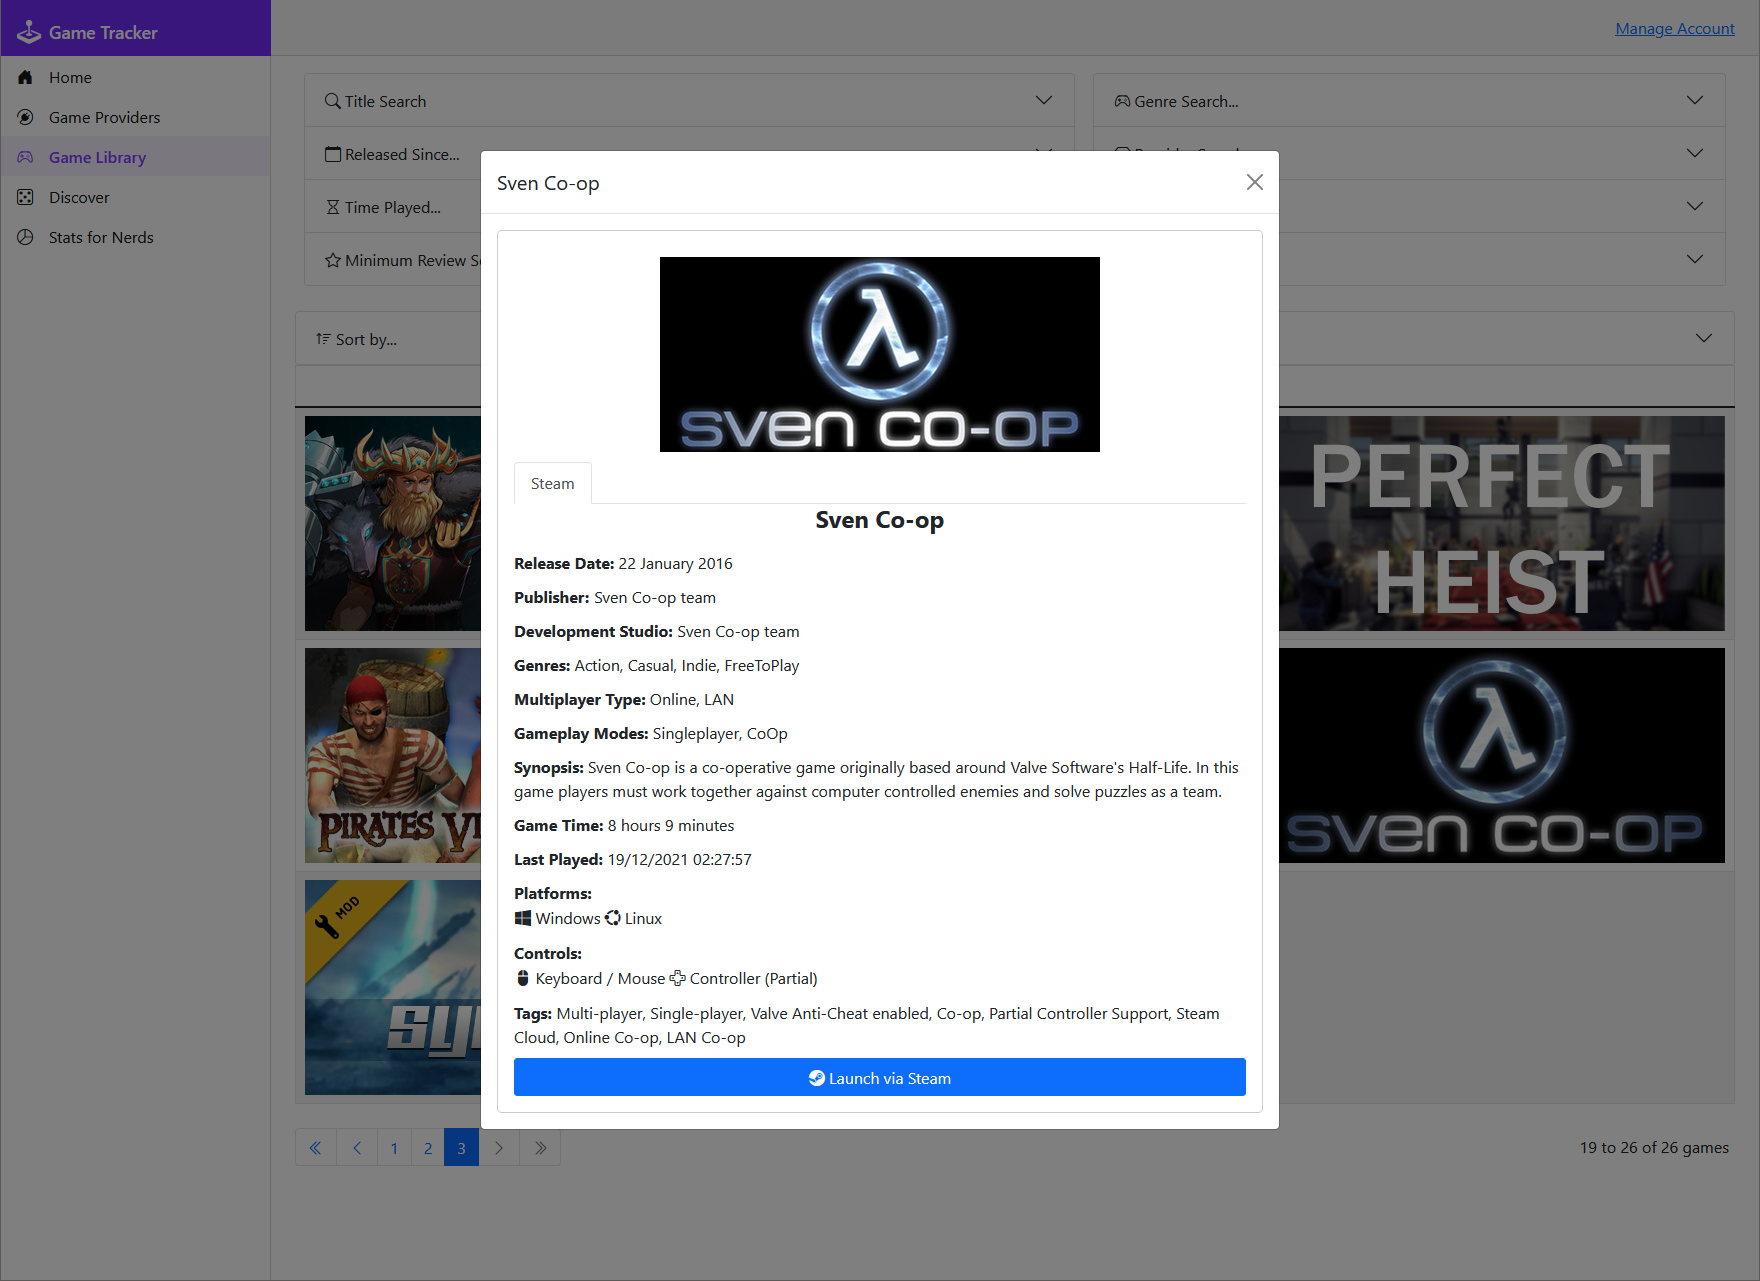 Game Tracker
Manage Account
Home
Game Providers
Game Library
Discover
Stats for Nerds
Title Search
Genre Search...
Released Since...
Time Played...
Minimum Review
Sort by...
Sven Co-op
SVEN CO-OP
Steam
Sven Co-op
Release Date: 22 January 2016
Publisher: Sven Co-op team
Development Studio: Sven Co-op team
Genres: Action, Casual, Indie, FreeToPlay
Multiplayer Type: Online, LAN
Gameplay Modes: Singleplayer, CoOp
Synopsis: Sven Co-op is a co-operative game originally based around Valve Software's Half-Life. In this
game players must work together against computer controlled enemies and solve puzzles as a team.
Game Time: 8 hours 9 minutes
Last Played: 19/12/2021 02:27:57
Platforms:
Windows Linux
Controls:
Keyboard / Mouse Controller (Partial)
Tags: Multi-player, Single-player, Valve Anti-Cheat enabled, Co-op, Partial Controller Support, Steam
Cloud, Online Co-op, LAN Co-op
Launch via Steam
PERFECT
HEIST
PIRATES
SVEN CO-OP
MOD
1 2 3
19 to 26 of 26 games